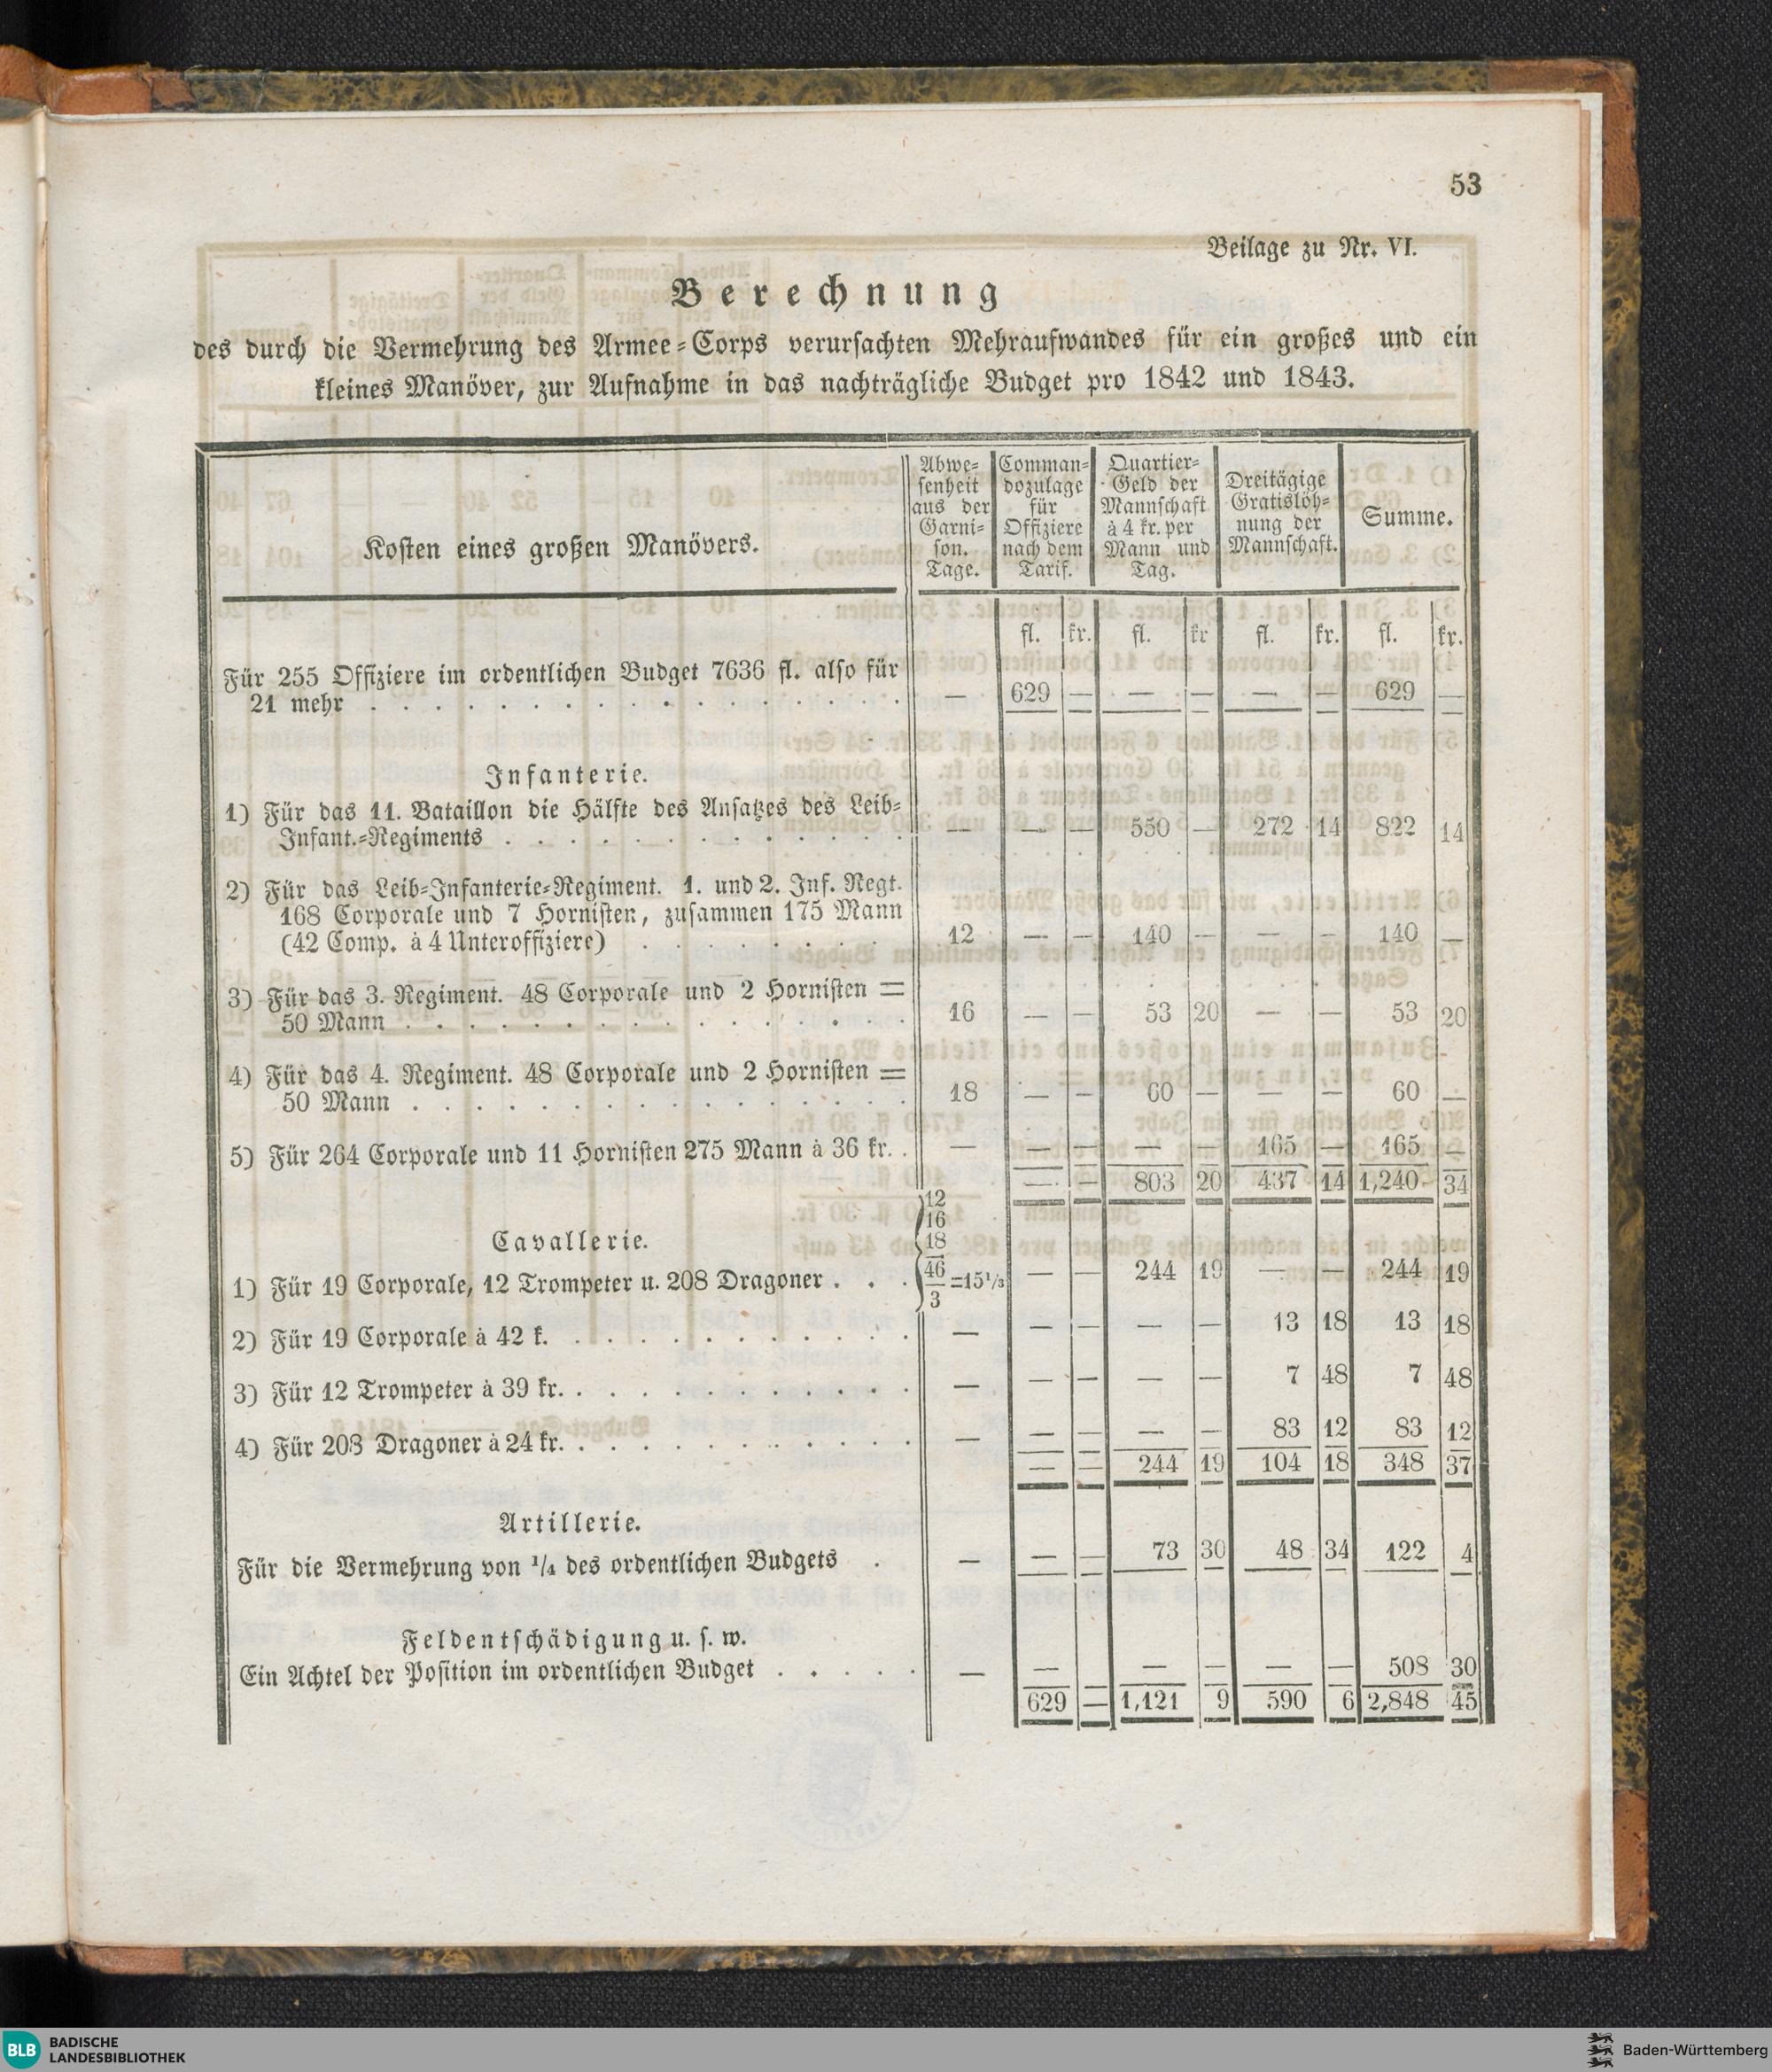 53
Beilage zu Nr. VI.
Berechnung
des durch die Vermehrung des Armee-Corps verursachten Mehraufwandes für ein großes und ein
kleines Manöver, zur Aufnahme in das nachträgliche Budget pro 1842 und 1843.
Kosten eines großen Manövers.
Abwe-
senheit
aus der
Garni-
son.
Tage.
Comman-
dozulage
für
Offiziere
nach dem
Tarif.
Quartier-
Geld der
Mannschaft
à 4 kr. per
Mann und
Tag.
Dreitägige
Gratislöh-
nung der
Mannschaft.
Summe.
fl. kr. fl. kr fl. kr. fl. kr.
Für 255 Offiziere im ordentlichen Budget 7636 fl. also für
21 mehr . . . . . . . . . . . . . . . . — 629 — — — — — 629 —
Infanterie.
1) Für das 11. Bataillon die Hälfte des Ansatzes des Leib-
Infant.-Regiments . . . . . . . . . . . . . — — — 550 — 272 14 822 14
2) Für das Leib-Infanterie-Regiment. 1. und 2. Inf. Regt.
168 Corporale und 7 Hornisten, zusammen 175 Mann
(42 Comp. à 4 Unteroffiziere) . . . . . . . . 12 — — 140 — — — 140 —
3) Für das 3. Regiment. 48 Corporale und 2 Hornisten =
50 Mann . . . . . . . . . . . . . . . . 16 — — 53 20 — — 53 20
4) Für das 4. Regiment. 48 Corporale und 2 Hornisten =
50 Mann . . . . . . . . . . . . . . . . 18 — — 60 — — — 60 —
5) Für 264 Corporale und 11 Hornisten 275 Mann à 36 kr. . — — — — — 165 — 165 —
— — 803 20 437 14 1,240 34
Cavallerie.
12
16
18
46
3
=15 1/3
1) Für 19 Corporale, 12 Trompeter u. 208 Dragoner . . . — — 244 19 — — 244 19
2) Für 19 Corporale à 42 k. . . . . . . . . . . . — — — — — 13 18 13 18
3) Für 12 Trompeter à 39 kr. . . . . . . . . . . . — — — — — 7 48 7 48
4) Für 208 Dragoner à 24 kr. . . . . . . . . . . . — — — — — 83 12 83 12
— — 244 19 104 18 348 37
Artillerie.
Für die Vermehrung von 1/4 des ordentlichen Budgets . — — — 73 30 48 34 122 4
Feldentschädigung u. s. w.
Ein Achtel der Position im ordentlichen Budget . . . . . — — — — — — 508 30
629 — 1,121 9 590 6 2,848 45
BLB BADISCHE
LANDESBIBLIOTHEK
Baden-Württemberg